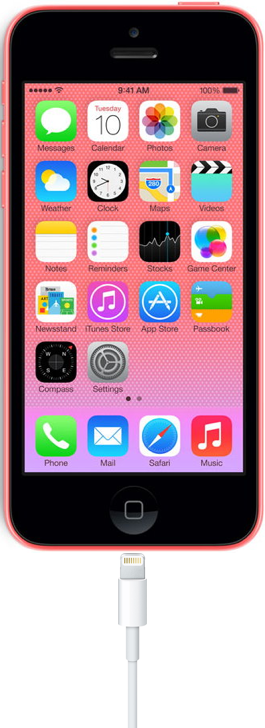 9:41 AM 100%
Tuesday
10
280
Messages Calendar Photos Camera
Weather Clock Maps Videos
Notes Reminders Stocks Game Center
Newsstand iTunes Store App Store Passbook
Compass Settings
Phone Mail Safari Music